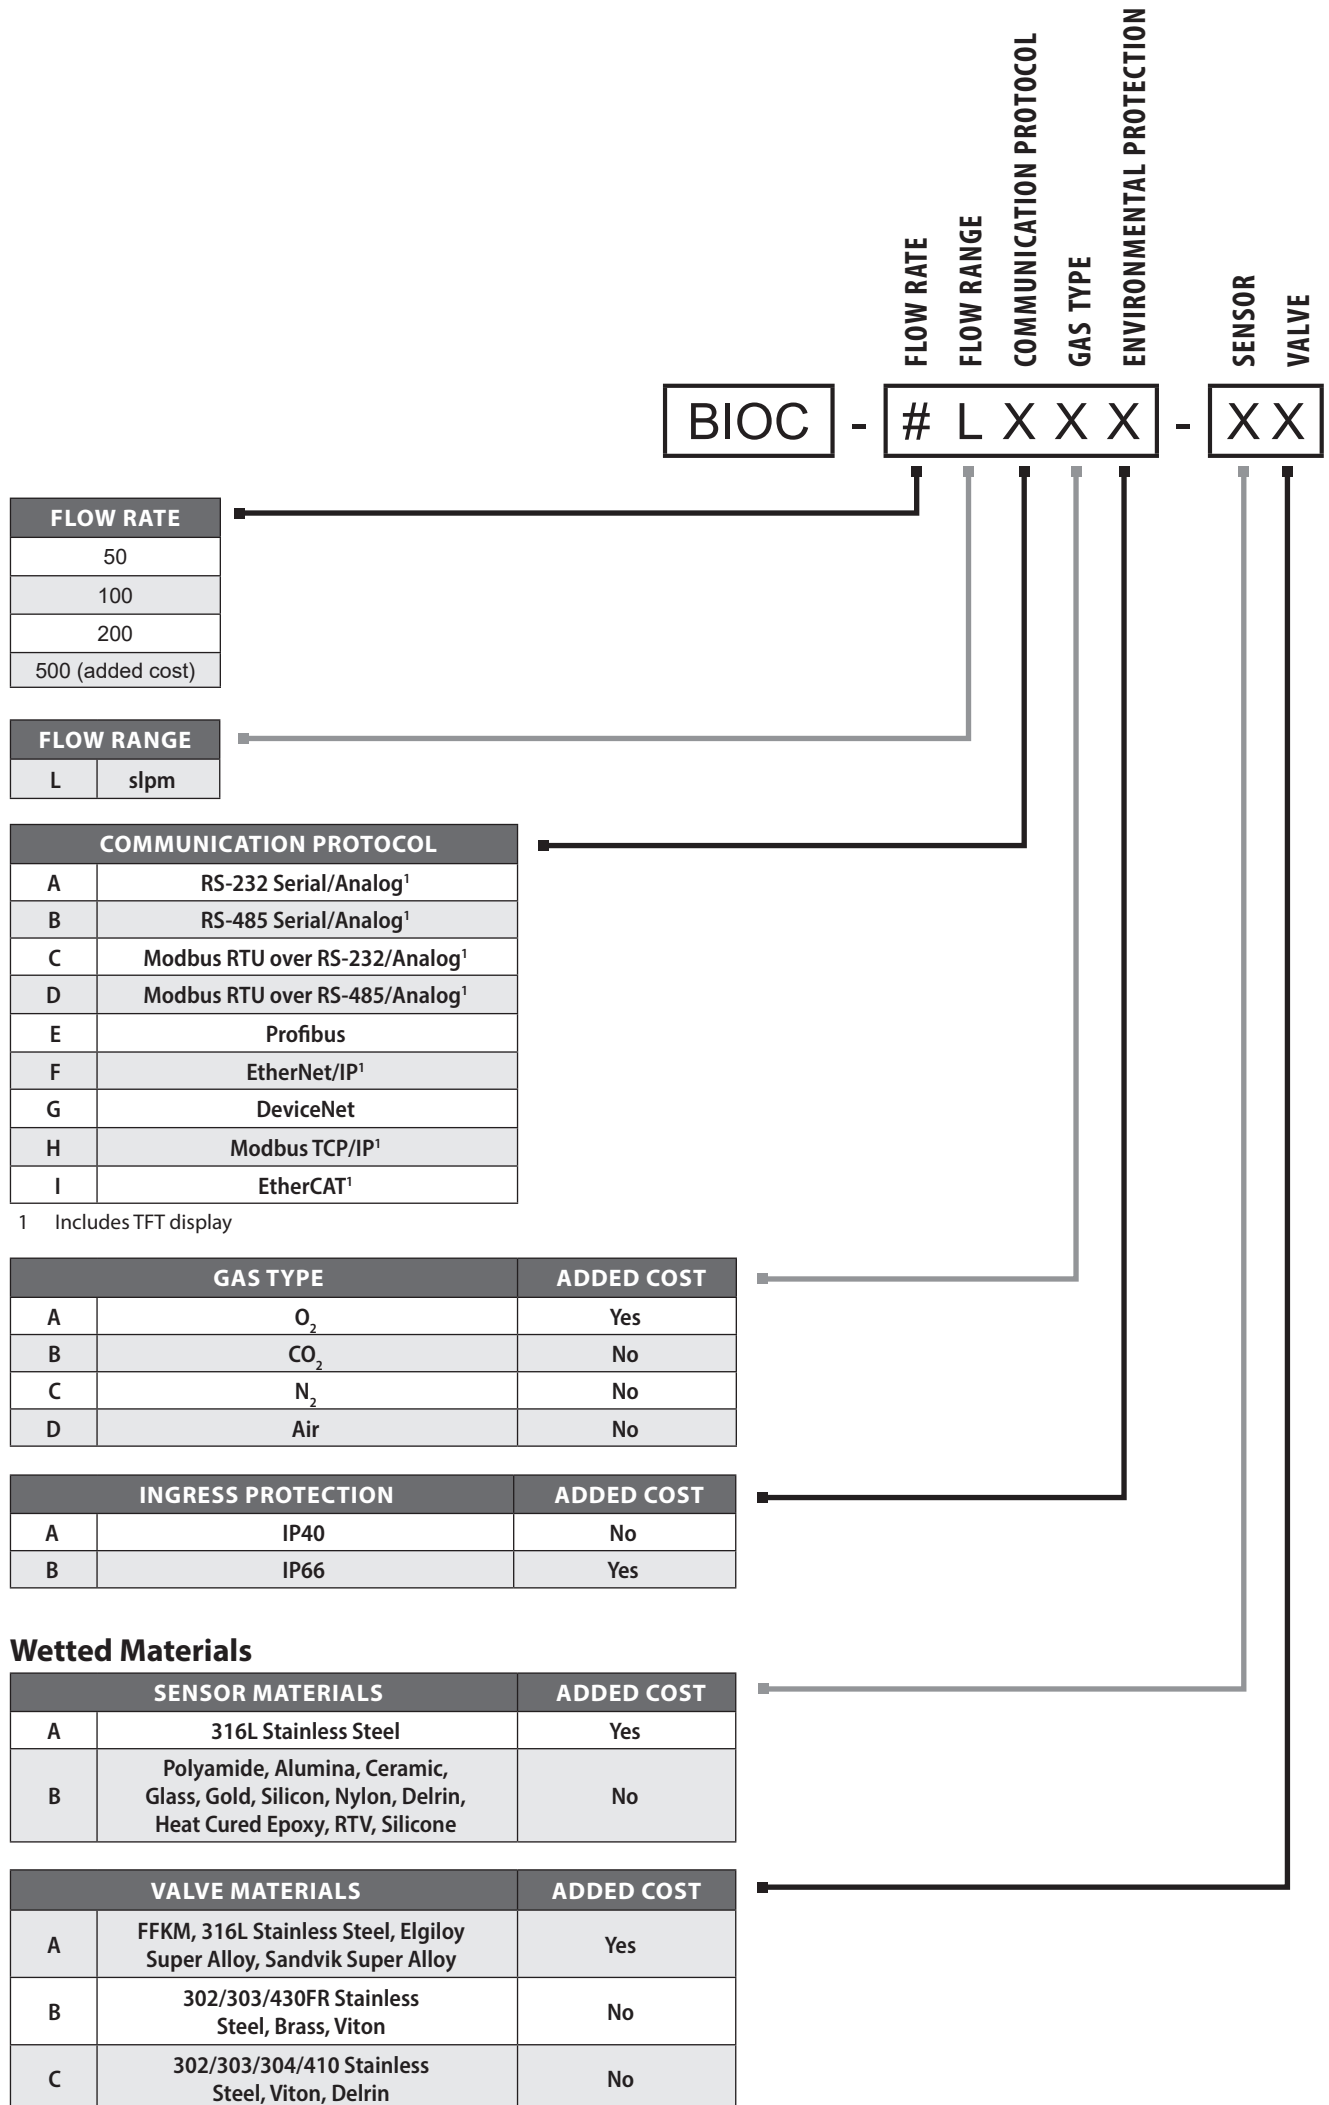 FLOW RATE
FLOW RANGE
COMMUNICATION PROTOCOL
GAS TYPE
ENVIRONMENTAL PROTECTION
SENSOR
VALVE
BIOC - # L X X X - X X
FLOW RATE
50
100
200
500 (added cost)
FLOW RANGE
L slpm
COMMUNICATION PROTOCOL
A RS-232 Serial/Analog¹
B RS-485 Serial/Analog¹
C Modbus RTU over RS-232/Analog¹
D Modbus RTU over RS-485/Analog¹
E Profibus
F EtherNet/IP¹
G DeviceNet
H Modbus TCP/IP¹
I EtherCAT¹
1 Includes TFT display
GAS TYPE ADDED COST
A O₂ Yes
B CO₂ No
C N₂ No
D Air No
INGRESS PROTECTION ADDED COST
A IP40 No
B IP66 Yes
Wetted Materials
SENSOR MATERIALS ADDED COST
A 316L Stainless Steel Yes
Polyamide, Alumina, Ceramic,
B Glass, Gold, Silicon, Nylon, Delrin, No
Heat Cured Epoxy, RTV, Silicone
VALVE MATERIALS ADDED COST
A FFKM, 316L Stainless Steel, Elgiloy Yes
Super Alloy, Sandvik Super Alloy
B 302/303/430FR Stainless No
Steel, Brass, Viton
C 302/303/304/410 Stainless No
Steel, Viton, Delrin